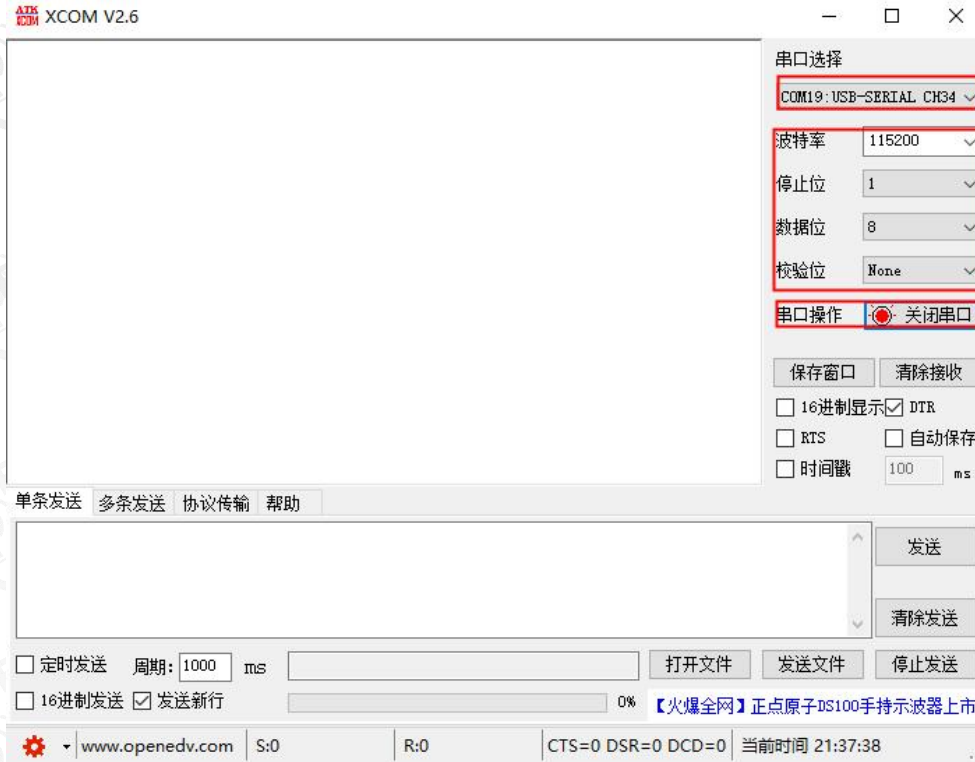 ATK XCOM XCOM V2.6
串口选择
COM19:USB-SERIAL CH34
波特率 115200
停止位 1
数据位 8
校验位 None
串口操作 关闭串口
保存窗口 清除接收
16进制显示 DTR
RTS 自动保存
时间戳 100 ms
单条发送 多条发送 协议传输 帮助
发送
清除发送
定时发送 周期: 1000 ms 打开文件 发送文件 停止发送
16进制发送 发送新行 0% 【火爆全网】正点原子DS100手持示波器上市
www.openedv.com S:0 R:0 CTS=0 DSR=0 DCD=0 当前时间 21:37:38